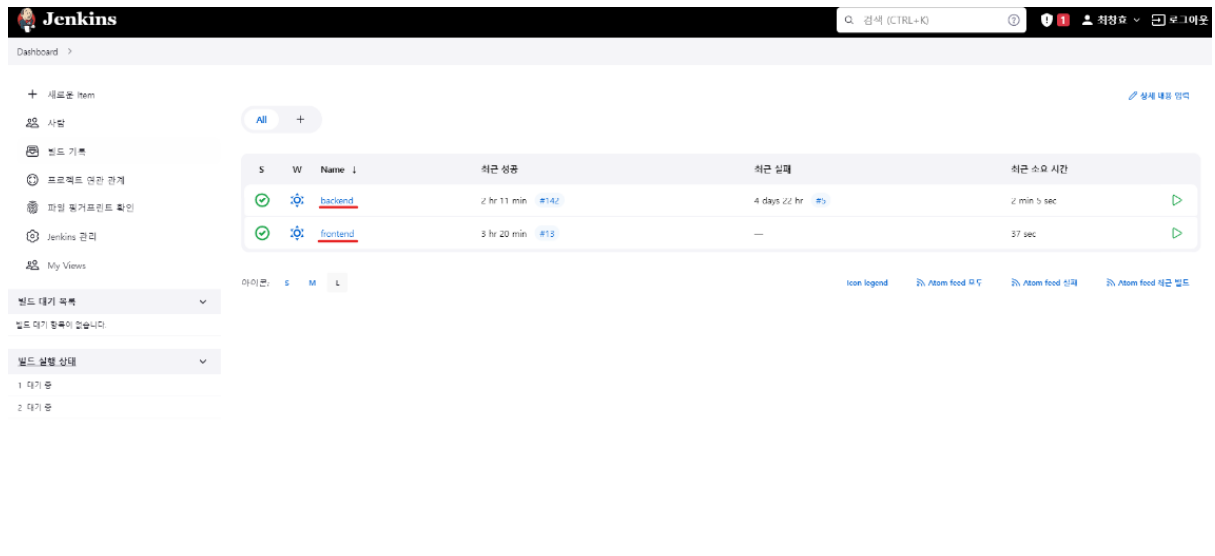 Jenkins
검색 (CTRL+K)
1
최창효
로그아웃
Dashboard >
+ 새로운 Item
사람
빌드 기록
프로젝트 연관 관계
파일 핑거프린트 확인
Jenkins 관리
My Views
빌드 대기 목록
빌드 대기 항목이 없습니다.
빌드 실행 상태
1 대기 중
2 대기 중
상세 내용 입력
All +
S W Name ↓ 최근 성공 최근 실패 최근 소요 시간
backend 2 hr 11 min #142 4 days 22 hr #5 2 min 5 sec
frontend 3 hr 20 min #13 — 37 sec
아이콘: S M L
Icon legend
Atom feed 모두
Atom feed 실패
Atom feed 최근 빌드